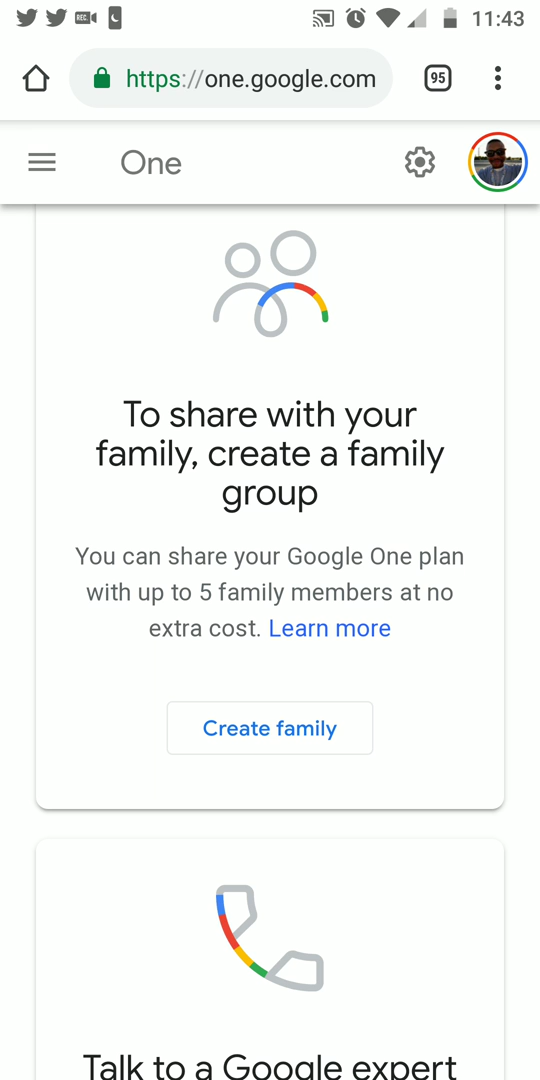 REC
11:43
https://one.google.com
95
One
To share with your
family, create a family
group
You can share your Google One plan
with up to 5 family members at no
extra cost. Learn more
Create family
Talk to a Google expert